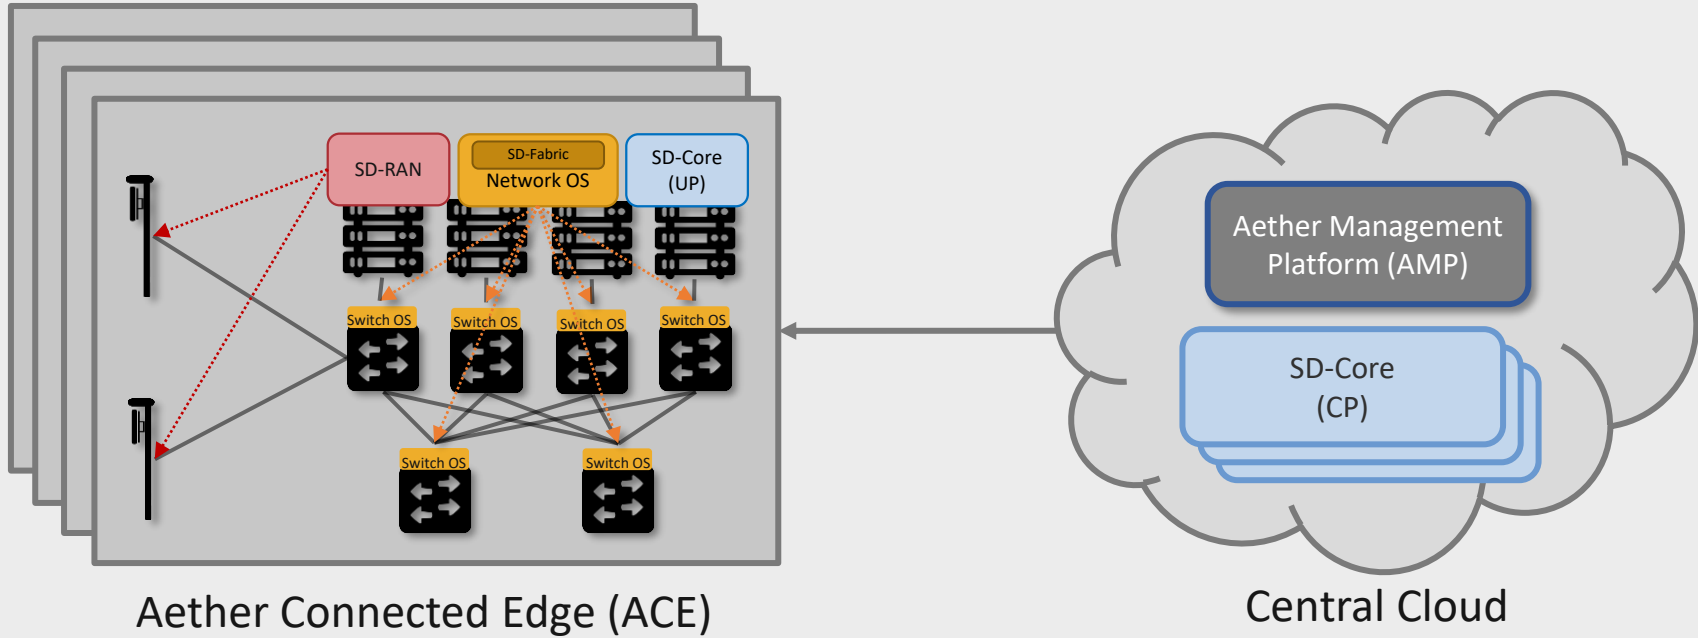 SD-RAN
SD-Fabric
Network OS
SD-Core
(UP)
Switch OS
Switch OS
Switch OS
Switch OS
Switch OS
Switch OS
Aether Connected Edge (ACE)
Aether Management
Platform (AMP)
SD-Core
(CP)
Central Cloud